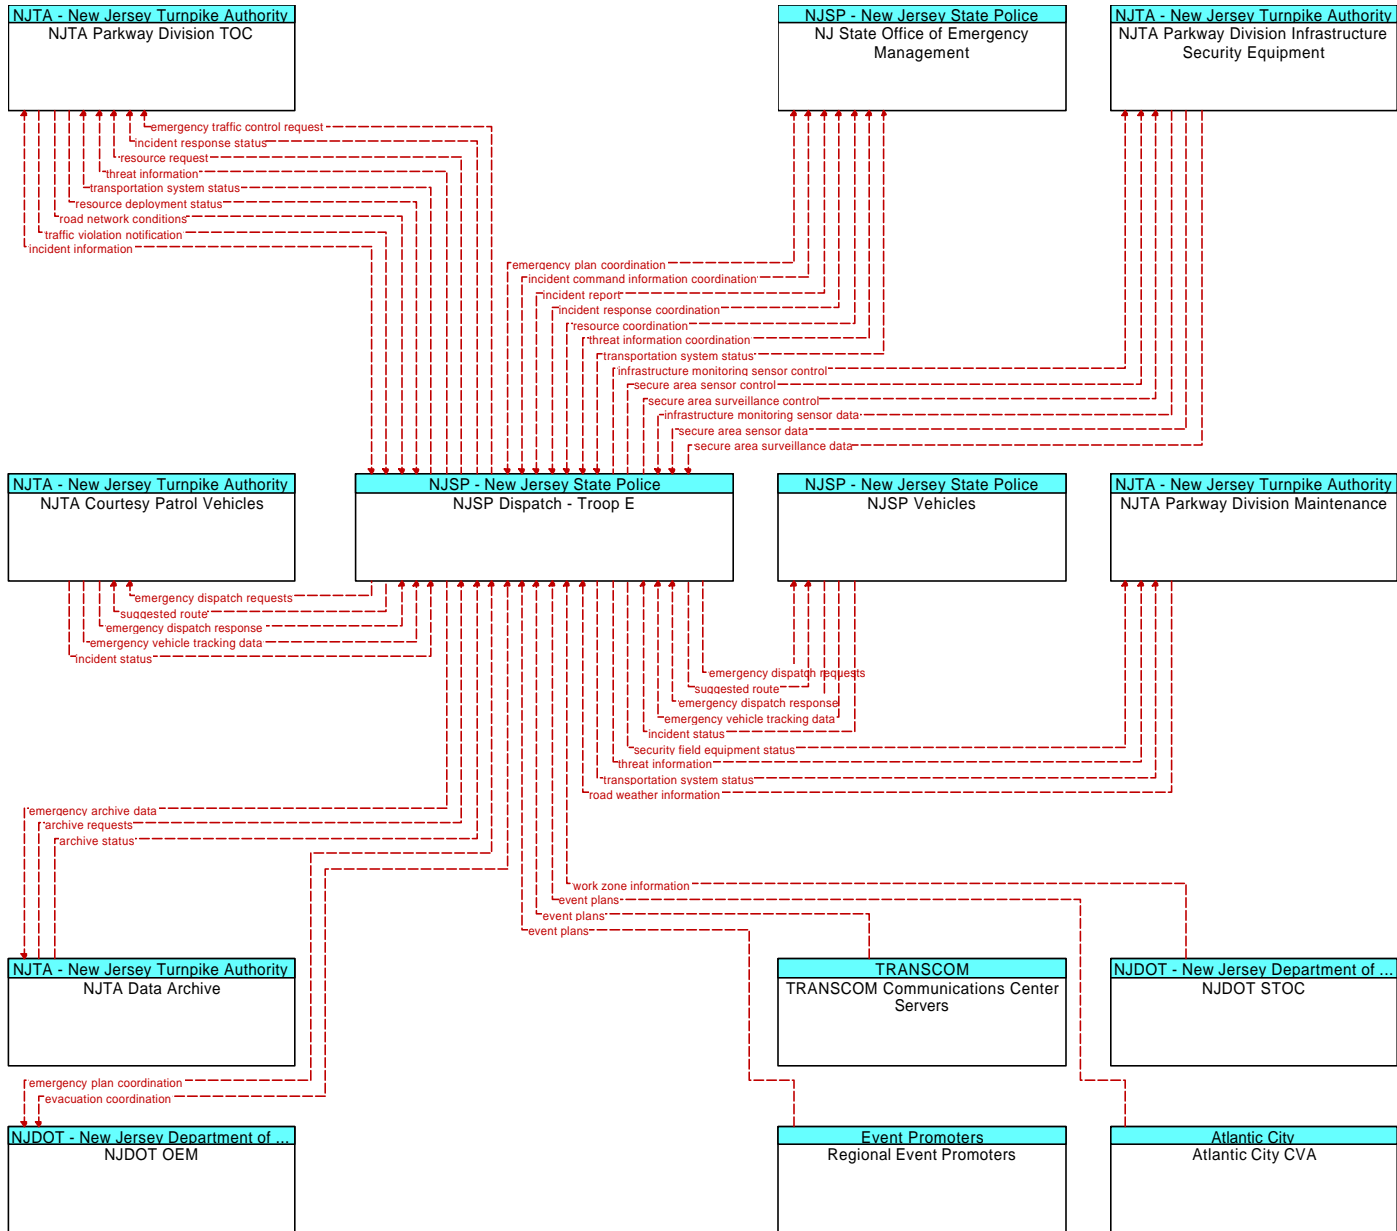 NJTA - New Jersey Turnpike Authority
NJTA Parkway Division TOC
NJSP - New Jersey State Police
NJ State Office of Emergency
Management
NJTA - New Jersey Turnpike Authority
NJTA Parkway Division Infrastructure
Security Equipment
emergency traffic control request
incident response status
resource request
threat information
transportation system status
resource deployment status
road network conditions
traffic violation notification
incident information
emergency plan coordination
incident command information coordination
incident report
incident response coordination
resource coordination
threat information coordination
transportation system status
infrastructure monitoring sensor control
secure area sensor control
secure area surveillance control
infrastructure monitoring sensor data
secure area sensor data
secure area surveillance data
NJTA - New Jersey Turnpike Authority
NJTA Courtesy Patrol Vehicles
NJSP - New Jersey State Police
NJSP Dispatch - Troop E
NJSP - New Jersey State Police
NJSP Vehicles
NJTA - New Jersey Turnpike Authority
NJTA Parkway Division Maintenance
emergency dispatch requests
suggested route
emergency dispatch response
emergency vehicle tracking data
incident status
emergency dispatch requests
suggested route
emergency dispatch response
emergency vehicle tracking data
incident status
security field equipment status
threat information
transportation system status
road weather information
emergency archive data
archive requests
archive status
work zone information
event plans
event plans
event plans
NJTA - New Jersey Turnpike Authority
NJTA Data Archive
TRANSCOM
TRANSCOM Communications Center
Servers
NJDOT - New Jersey Department of ...
NJDOT STOC
emergency plan coordination
evacuation coordination
NJDOT - New Jersey Department of ...
NJDOT OEM
Event Promoters
Regional Event Promoters
Atlantic City
Atlantic City CVA